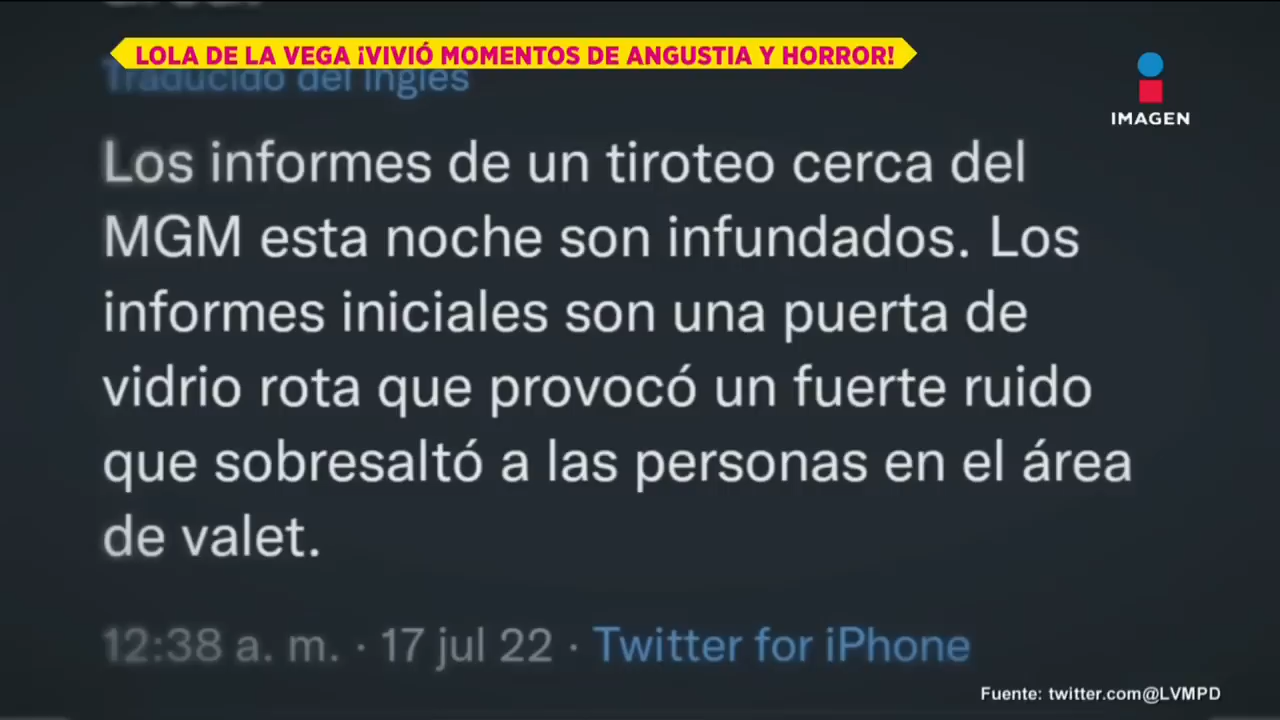 LOLA DE LA VEGA ¡VIVIÓ MOMENTOS DE ANGUSTIA Y HORROR!
Traducido del inglés
IMAGEN
Los informes de un tiroteo cerca del
MGM esta noche son infundados. Los
informes iniciales son una puerta de
vidrio rota que provocó un fuerte ruido
que sobresaltó a las personas en el área
de valet.
12:38 a. m. · 17 jul 22 · Twitter for iPhone
Fuente: twitter.com@LVMPD